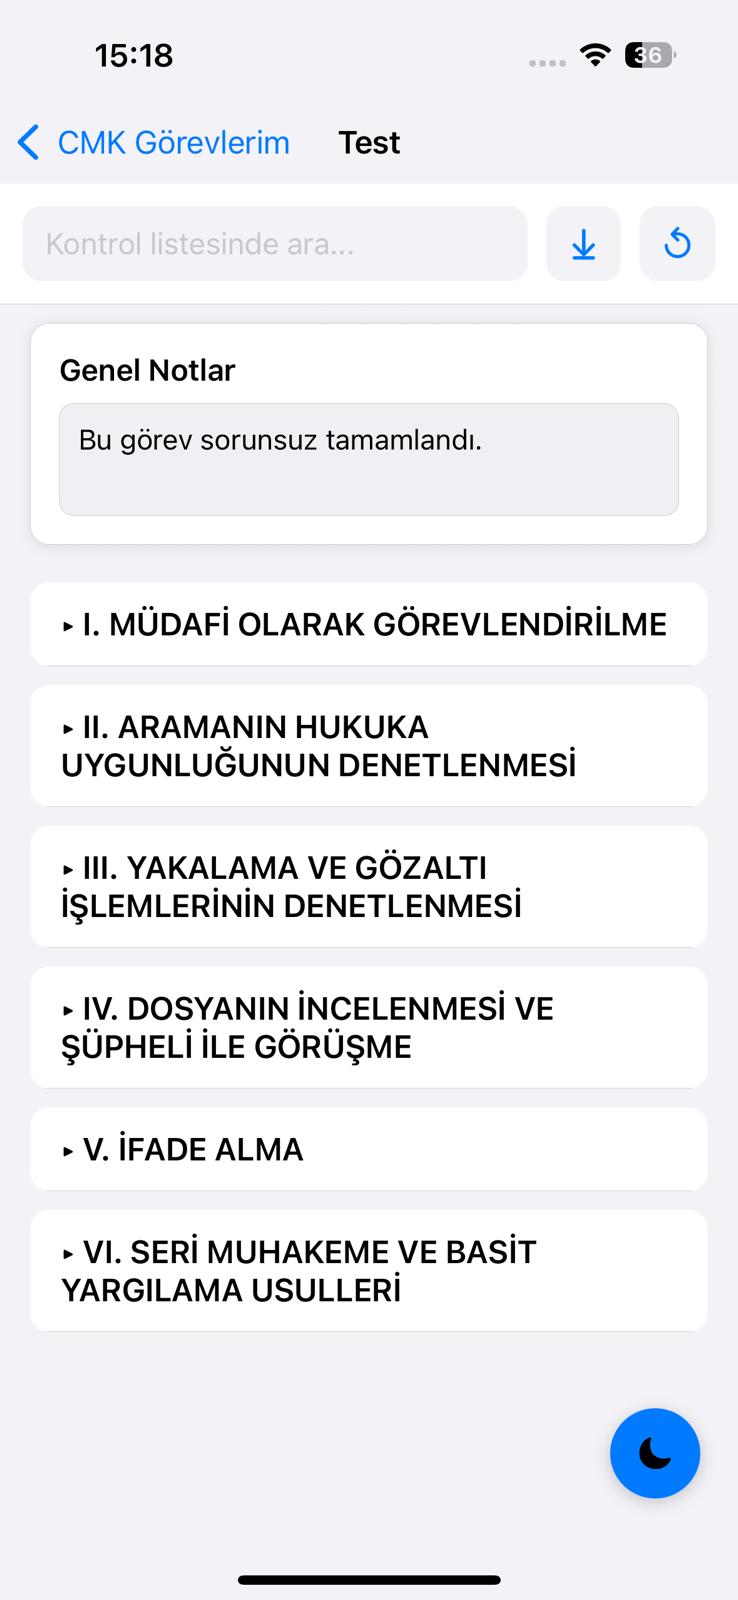 15:18
36
CMK Görevlerim
Test
Kontrol listesinde ara...
Genel Notlar
Bu görev sorunsuz tamamlandı.
▸ I. MÜDAFİ OLARAK GÖREVLENDİRİLME
▸ II. ARAMANIN HUKUKA
UYGUNLUĞUNUN DENETLENMESİ
▸ III. YAKALAMA VE GÖZALTI
İŞLEMLERİNİN DENETLENMESİ
▸ IV. DOSYANIN İNCELENMESİ VE
ŞÜPHELİ İLE GÖRÜŞME
▸ V. İFADE ALMA
▸ VI. SERİ MUHAKEME VE BASİT
YARGILAMA USULLERİ